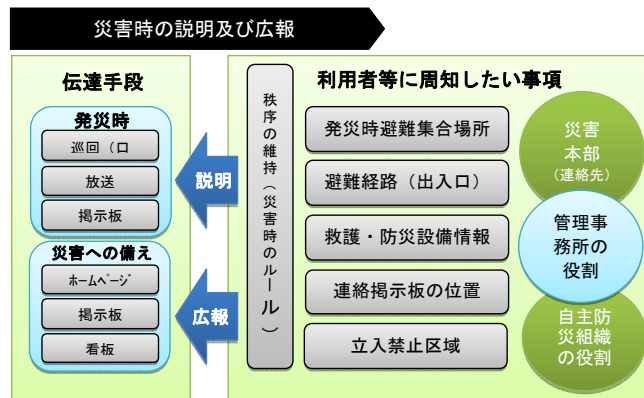 災害時の説明及び広報
伝達手段
発災時
巡回（口
放送
掲示板
災害への備え
ホームページ
掲示板
看板
説明
広報
利用者等に周知したい事項
秩序の維持（災害時のルール）
発災時避難集合場所
避難経路（出入口）
救護・防災設備情報
連絡掲示板の位置
立入禁止区域
災害
本部
（連絡先）
管理事
務所の
役割
自主防
災組織
の役割